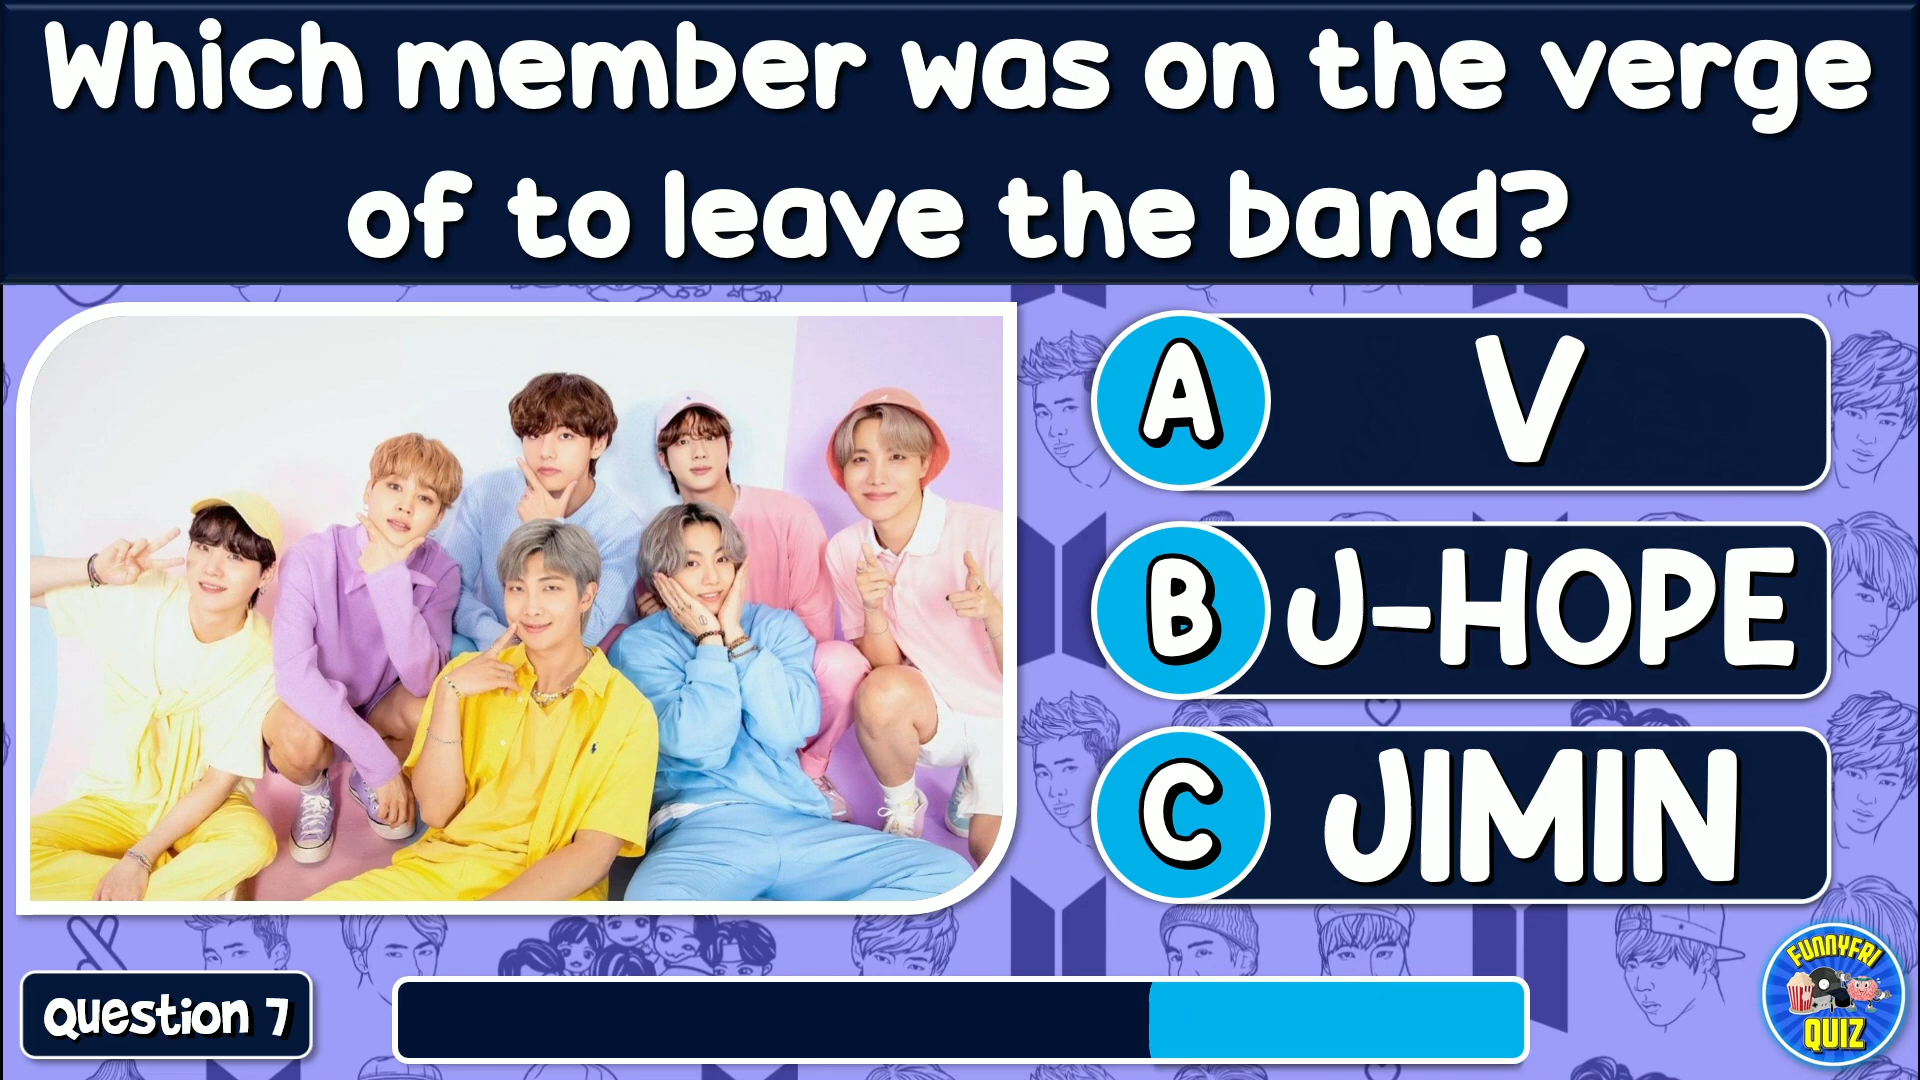 Which member was on the verge
of to leave the band?
A V
B J-HOPE
C JIMIN
Question 7
FUNNYFRI
QUIZ